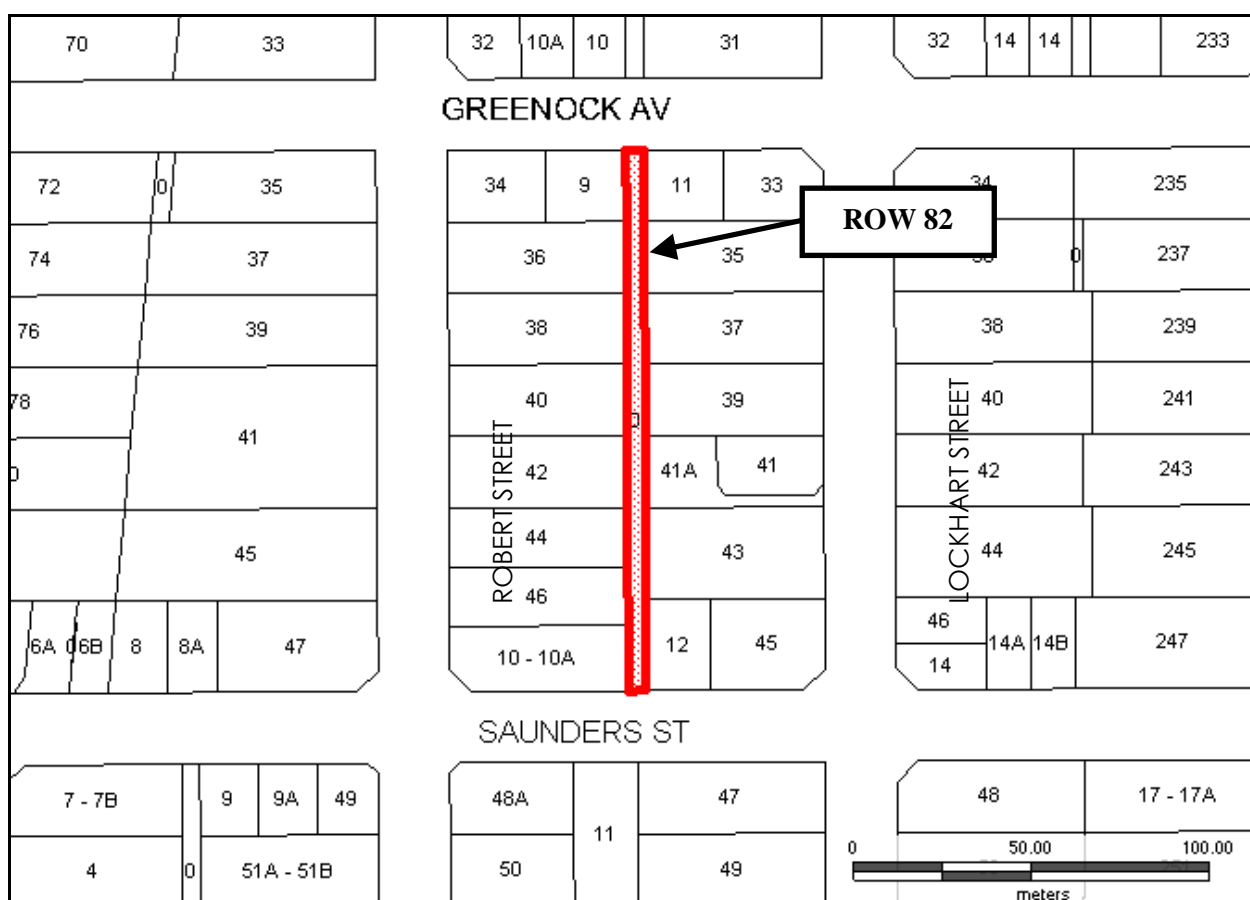 70 33 32 10A 10 31 32 14 14 233
GREENOCK AV
72 0 35 34 9 11 33 34 235
ROW 82
74 37 36 35 0 237
76 39 38 37 38 239
78 41 40 39 40 241
0 42 41A 41 42 243
ROBERT STREET
LOCKHART STREET
45 44 43 44 245
46
6A 6B 8 8A 47 10 - 10A 12 45 46 14A 14B 247
14
SAUNDERS ST
7 - 7B 9 9A 49 48A 11 47 48 17 - 17A
4 0 51A - 51B 50 49
0 50.00 100.00
meters